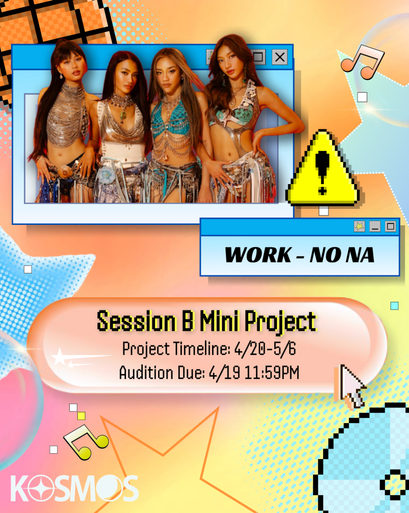 WORK - NO NA
Session B Mini Project
Project Timeline: 4/20-5/6
Audition Due: 4/19 11:59PM
KOSMOS